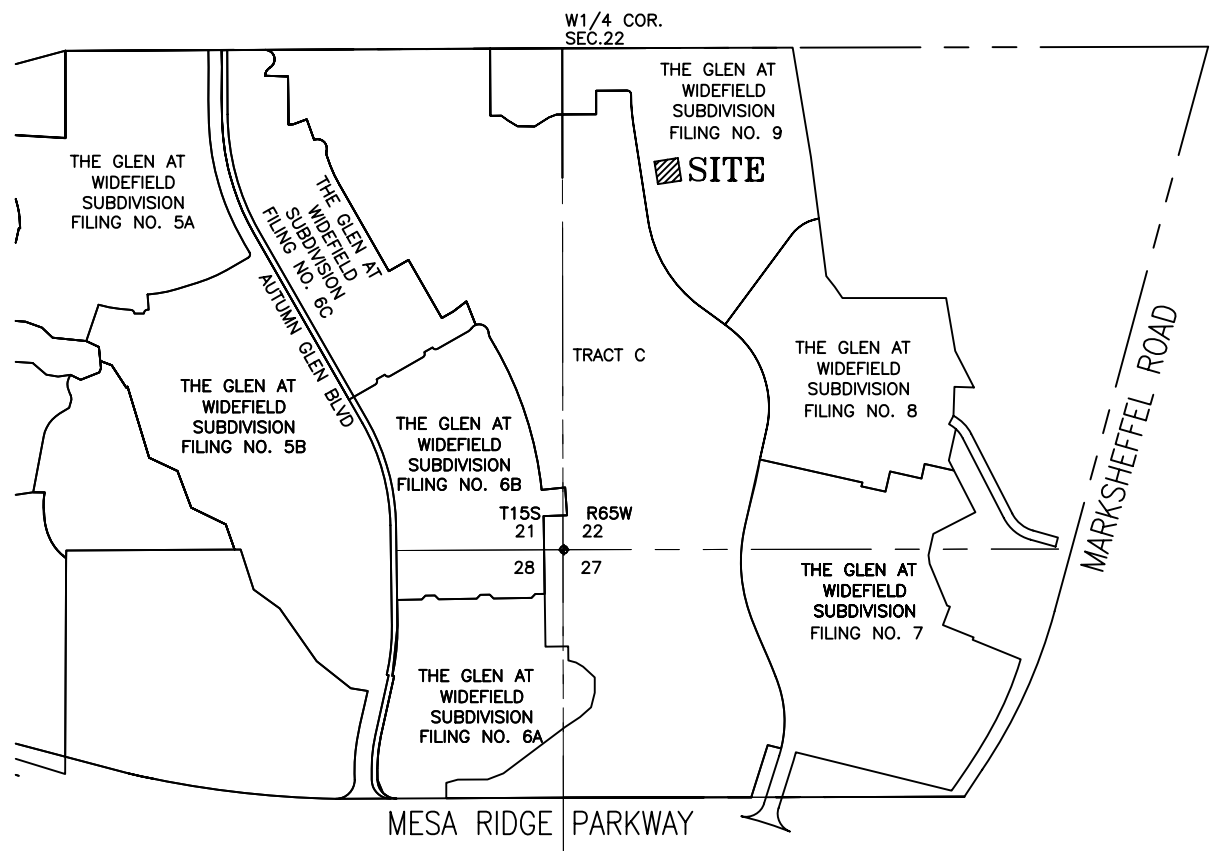 W1/4 COR.
SEC.22
THE GLEN AT
WIDEFIELD
SUBDIVISION
FILING NO. 9
SITE
THE GLEN AT
WIDEFIELD
SUBDIVISION
FILING NO. 5A
THE GLEN AT
WIDEFIELD
SUBDIVISION
FILING NO. 6C
AUTUMN GLEN BLVD
TRACT C
THE GLEN AT
WIDEFIELD
SUBDIVISION
FILING NO. 8
MARKSHEFFEL ROAD
THE GLEN AT
WIDEFIELD
SUBDIVISION
FILING NO. 5B
THE GLEN AT
WIDEFIELD
SUBDIVISION
FILING NO. 6B
T15S R65W
21 22
28 27
THE GLEN AT
WIDEFIELD
SUBDIVISION
FILING NO. 7
THE GLEN AT
WIDEFIELD
SUBDIVISION
FILING NO. 6A
MESA RIDGE PARKWAY